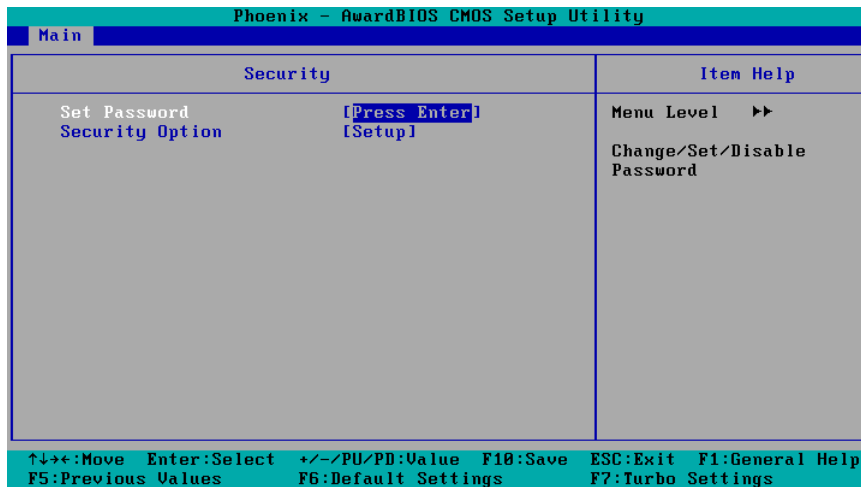 Phoenix - AwardBIOS CMOS Setup Utility
Main
Security
Item Help
Set Password [Press Enter]
Security Option [Setup]
Menu Level ▶▶
Change/Set/Disable
Password
↑↓→←:Move Enter:Select +/-/PU/PD:Value F10:Save ESC:Exit F1:General Help
F5:Previous Values F6:Default Settings F7:Turbo Settings